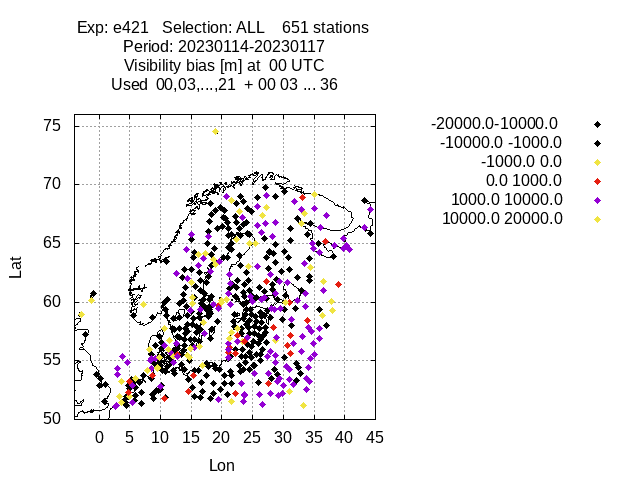 Exp: e421 Selection: ALL 651 stations
Period: 20230114-20230117
Visibility bias [m] at 00 UTC
Used 00,03,...,21 + 00 03 ... 36
75
70
65
60
55
50
Lat
0 5 10 15 20 25 30 35 40 45
Lon
-20000.0-10000.0
-10000.0 -1000.0
-1000.0 0.0
0.0 1000.0
1000.0 10000.0
10000.0 20000.0